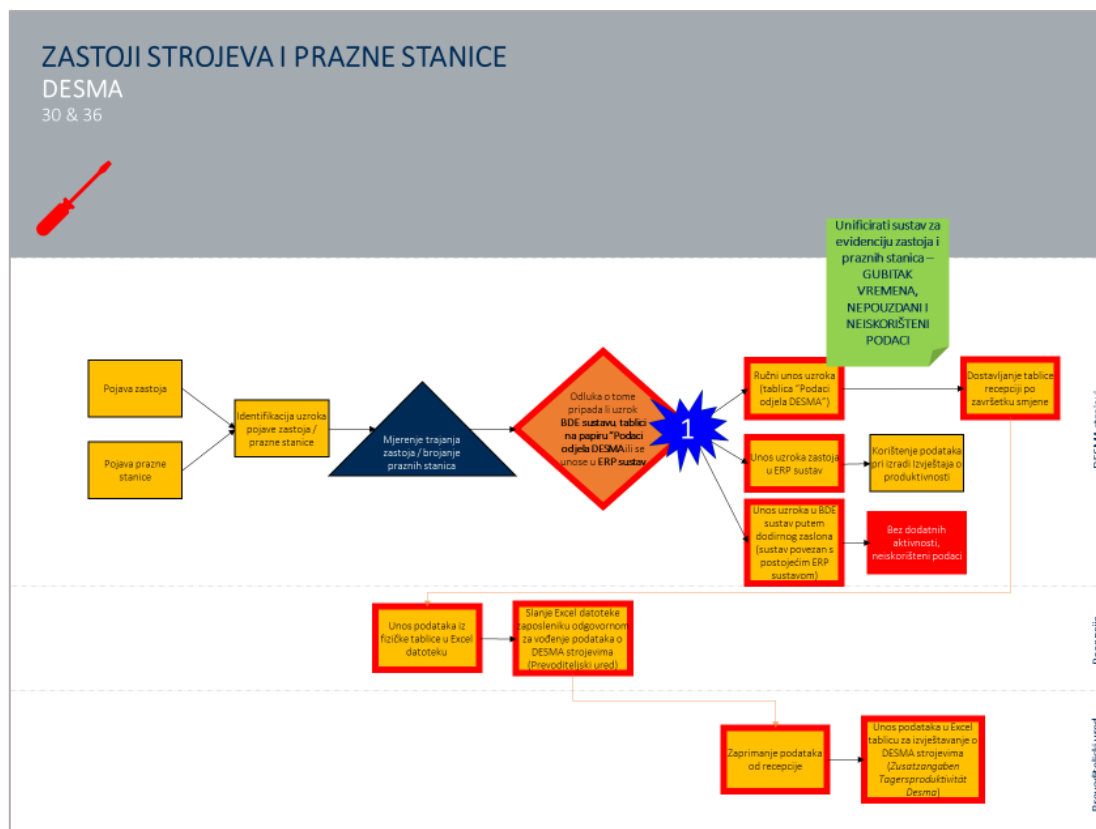 ZASTOJI STROJEVA I PRAZNE STANICE
DESMA
30 & 36
Unificirati sustav za
evidenciju zastoja i
praznih stanica –
GUBITAK
VREMENA,
NEPOUZDANI I
NEISKORIŠTENI
PODACI
Pojava zastoja
Pojava prazne
stanice
Identifikacija uzroka
pojave zastoja /
prazne stanice
Mjerenje trajanja
zastoja / brojanje
praznih stanica
Odluka o tome
pripada li uzrok
BDE sustavu, tablici
na papiru "Podaci
odjela DESMA ili se
unose u ERP sustav
1
Ručni unos uzroka
(tablica "Podaci
odjela DESMA")
Dostavljanje tablice
recepciji po
završetku smjene
Unos uzroka zastoja
u ERP sustav
Korištenje podataka
pri izradi Izvještaja o
produktivnosti
Unos uzroka u BDE
sustav putem
dodirnog zaslona
(sustav povezan s
postojećim ERP
sustavom)
Bez dodatnih
aktivnosti,
neiskorišteni podaci
Unos podataka iz
fizičke tablice u Excel
datoteku
Slanje Excel datoteke
zaposleniku odgovornom
za vođenje podataka o
DESMA strojevima
(Prevoditeljski ured)
Zaprimanje podataka
od recepcije
Unos podataka u Excel
tablicu za izvještavanje o
DESMA strojevima
(Zusatzangaben
Tagersproduktivität
Desma)